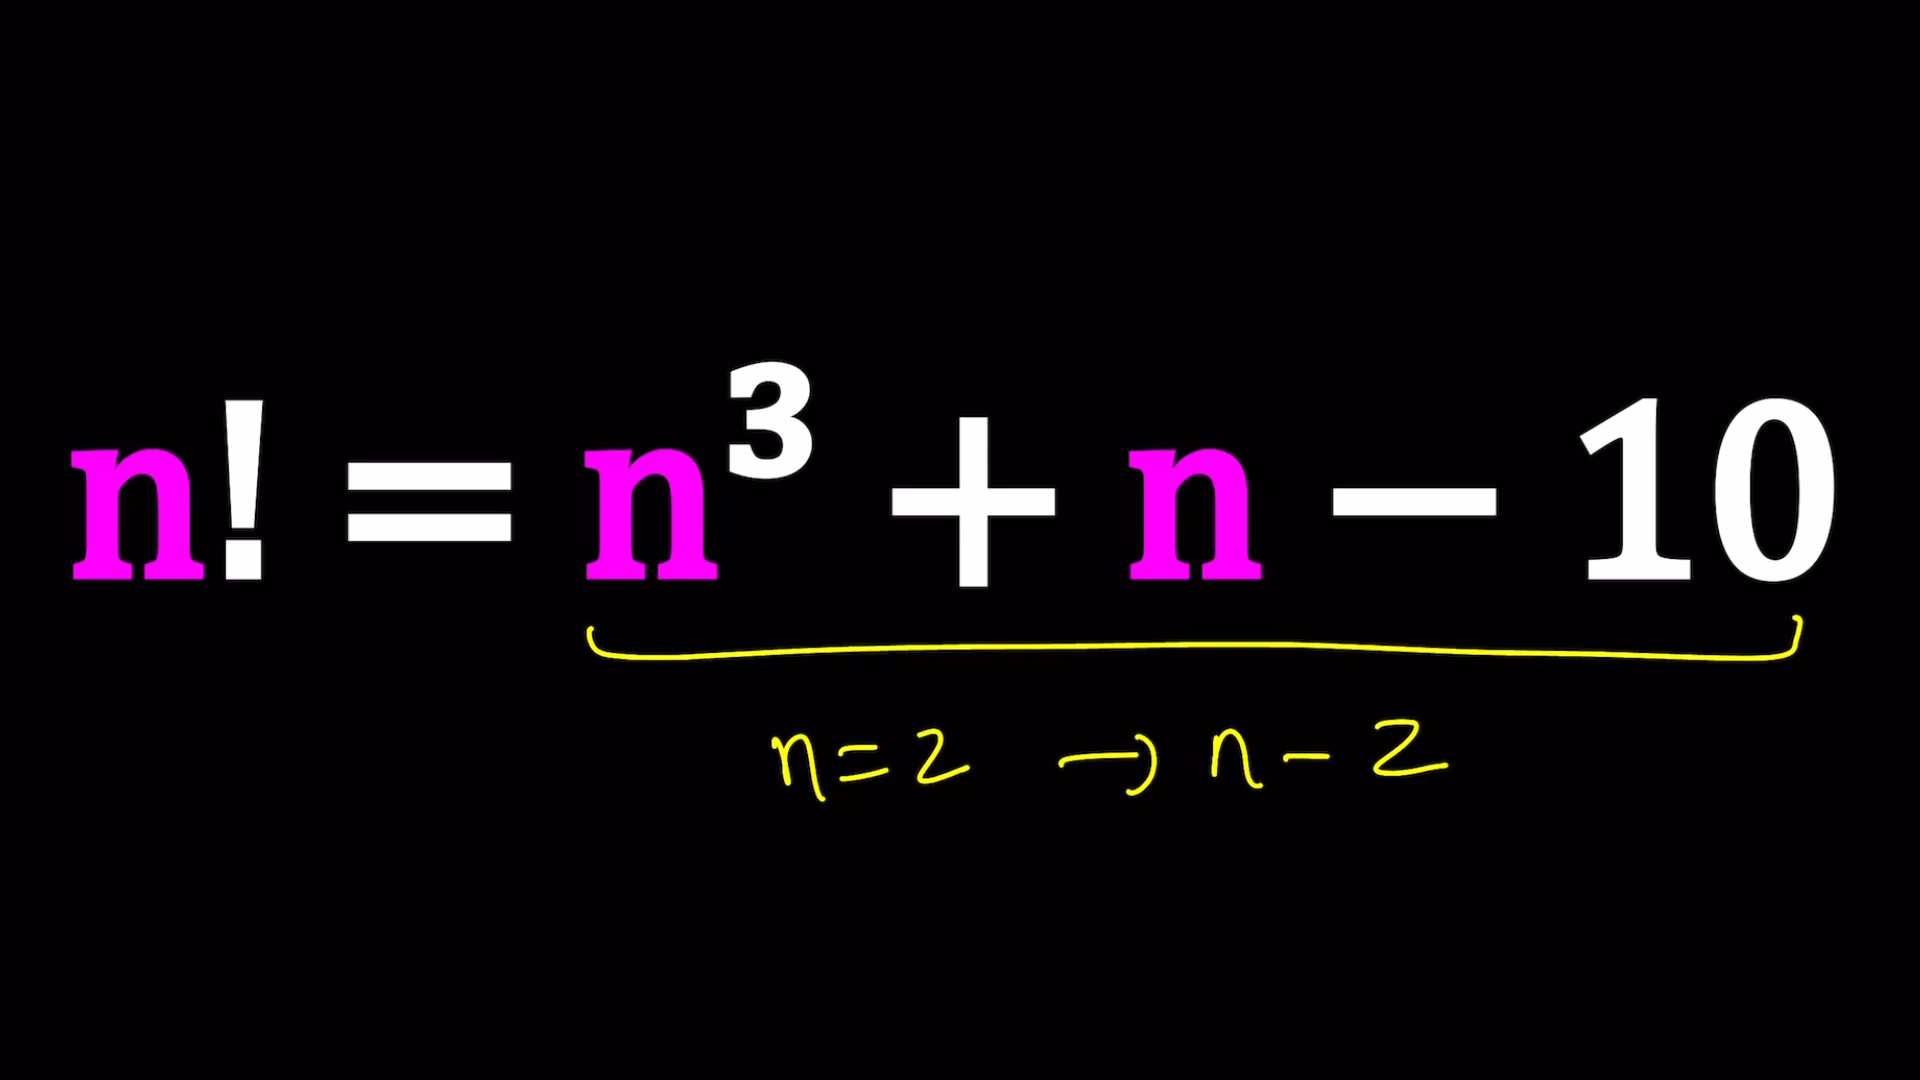 n! = n³ + n − 10
n = 2 → n − 2